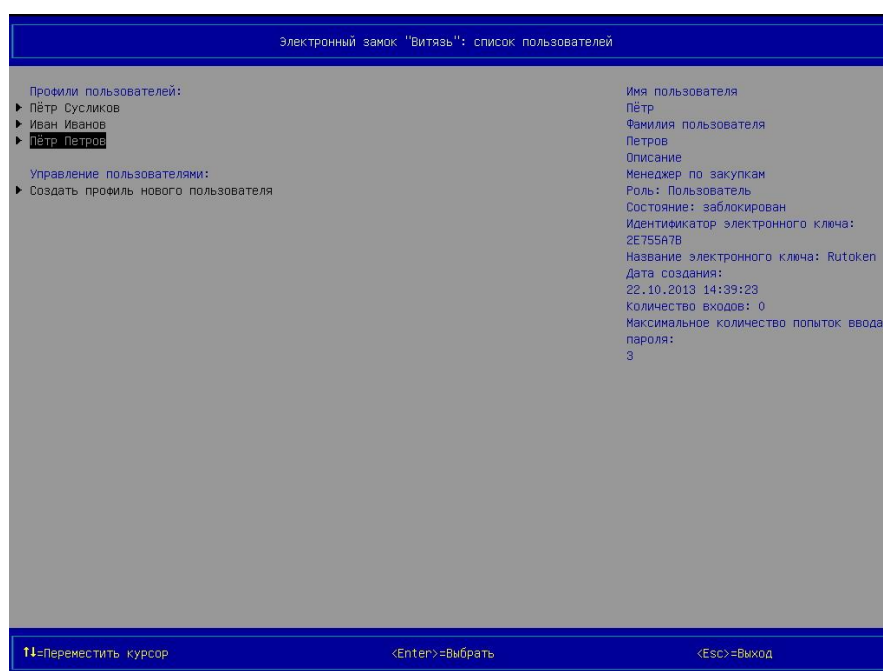 Электронный замок "Витязь": список пользователей
Профили пользователей:
Пётр Сусликов
Иван Иванов
Пётр Петров
Управление пользователями:
Создать профиль нового пользователя
Имя пользователя
Пётр
Фамилия пользователя
Петров
Описание
Менеджер по закупкам
Роль: Пользователь
Состояние: заблокирован
Идентификатор электронного ключа:
2E755A7B
Название электронного ключа: Rutoken
Дата создания:
22.10.2013 14:39:23
Количество входов: 0
Максимальное количество попыток ввода
пароля:
3
↑↓=Переместить курсор
<Enter>=Выбрать
<Esc>=Выход